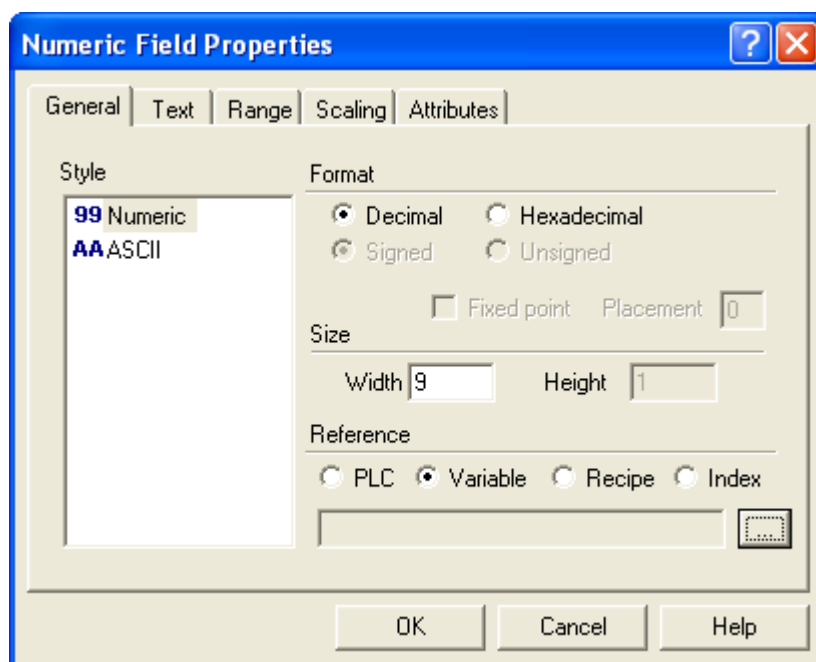 Numeric Field Properties
General Text Range Scaling Attributes
Style
99 Numeric
AA ASCII
Format
Decimal Hexadecimal
Signed Unsigned
Fixed point Placement 0
Size
Width 9 Height 1
Reference
PLC Variable Recipe Index
...
OK Cancel Help